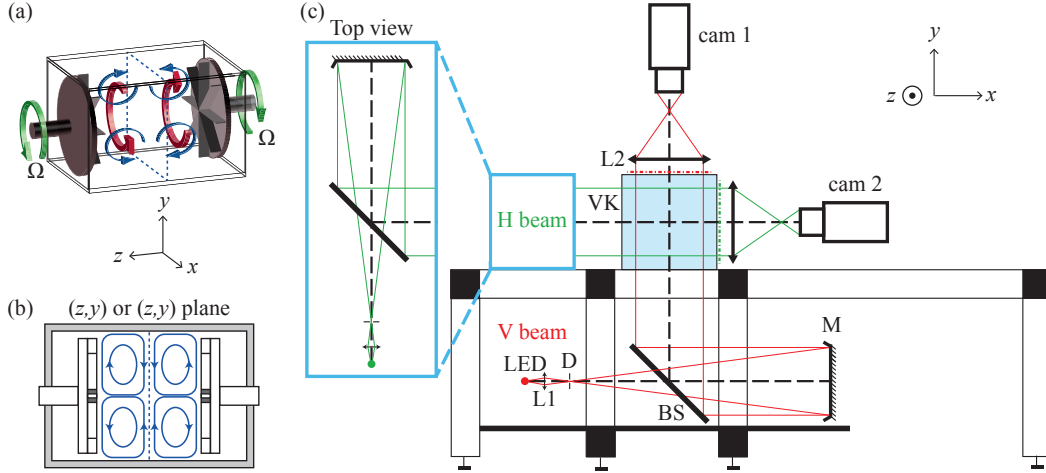 (a)
Ω
Ω
y
z
x
(b)
(z,y) or (z,y) plane
(c)
Top view
cam 1
y
z
x
L2
VK
cam 2
H beam
V beam
M
LED
D
L1
BS